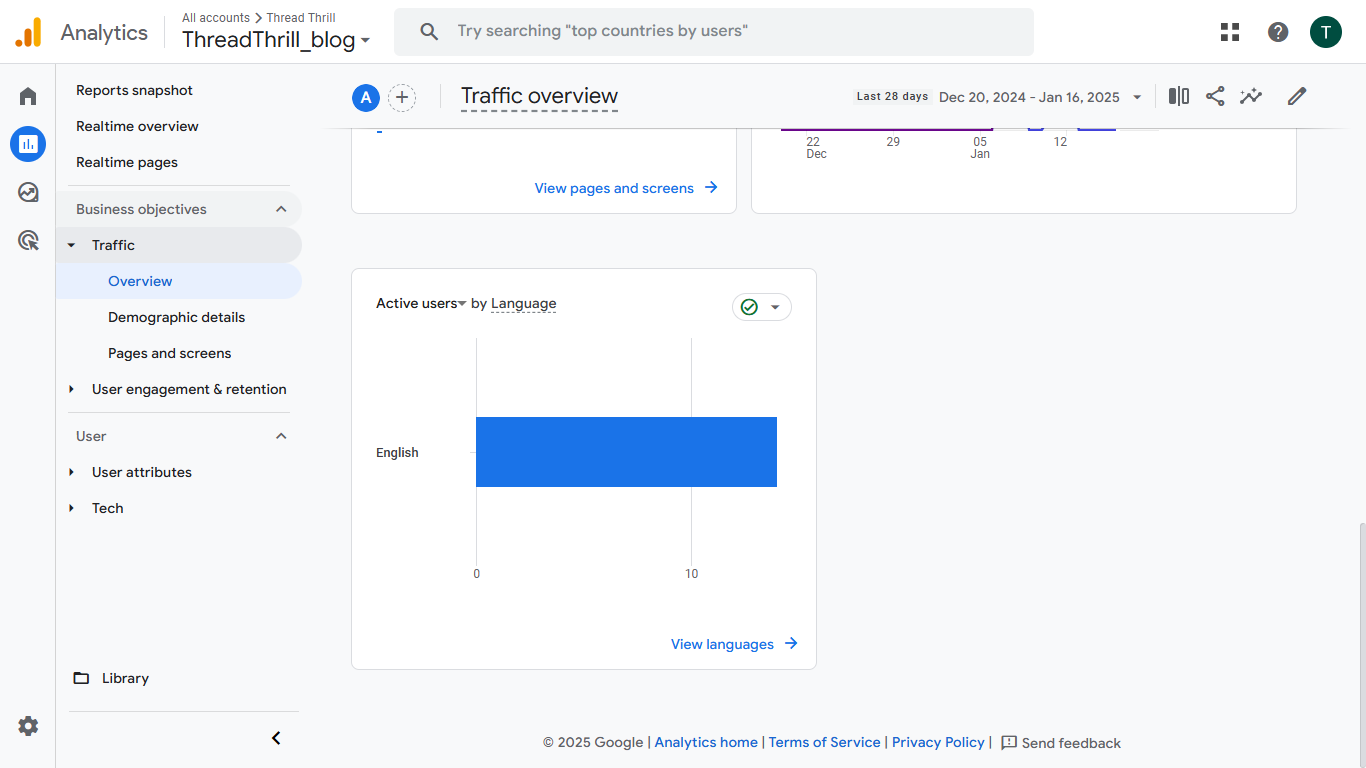 Analytics
All accounts > Thread Thrill
ThreadThrill_blog
Try searching "top countries by users"
T
Reports snapshot
Realtime overview
Realtime pages
Business objectives
Traffic
Overview
Demographic details
Pages and screens
User engagement & retention
User
User attributes
Tech
Library
A
Traffic overview
Last 28 days Dec 20, 2024 - Jan 16, 2025
View pages and screens
22 29 05 12
Dec Jan
Active users by Language
English
0 10
View languages
© 2025 Google | Analytics home | Terms of Service | Privacy Policy | Send feedback